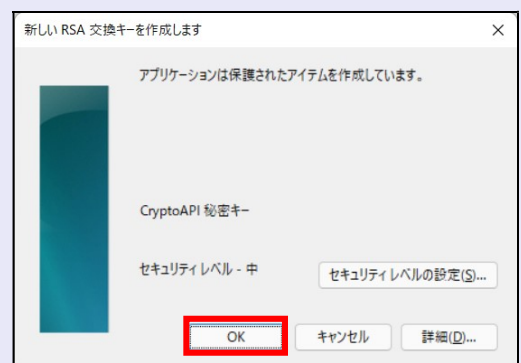 新しい RSA 交換キーを作成します
アプリケーションは保護されたアイテムを作成しています。
CryptoAPI 秘密キー
セキュリティ レベル - 中
セキュリティ レベルの設定(S)...
OK
キャンセル
詳細(D)...